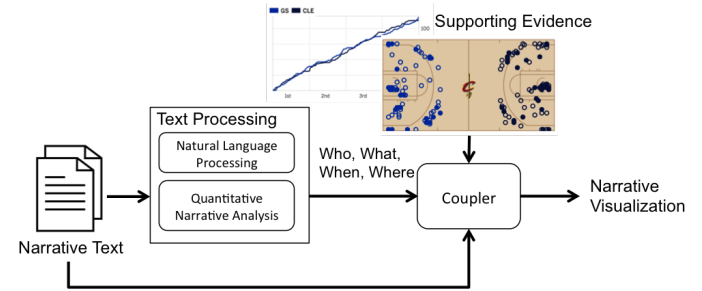 GS CLE
100
1st 2nd 3rd
Supporting Evidence
Text Processing
Natural Language
Processing
Quantitative
Narrative Analysis
Narrative Text
Who, What,
When, Where
Coupler
Narrative
Visualization